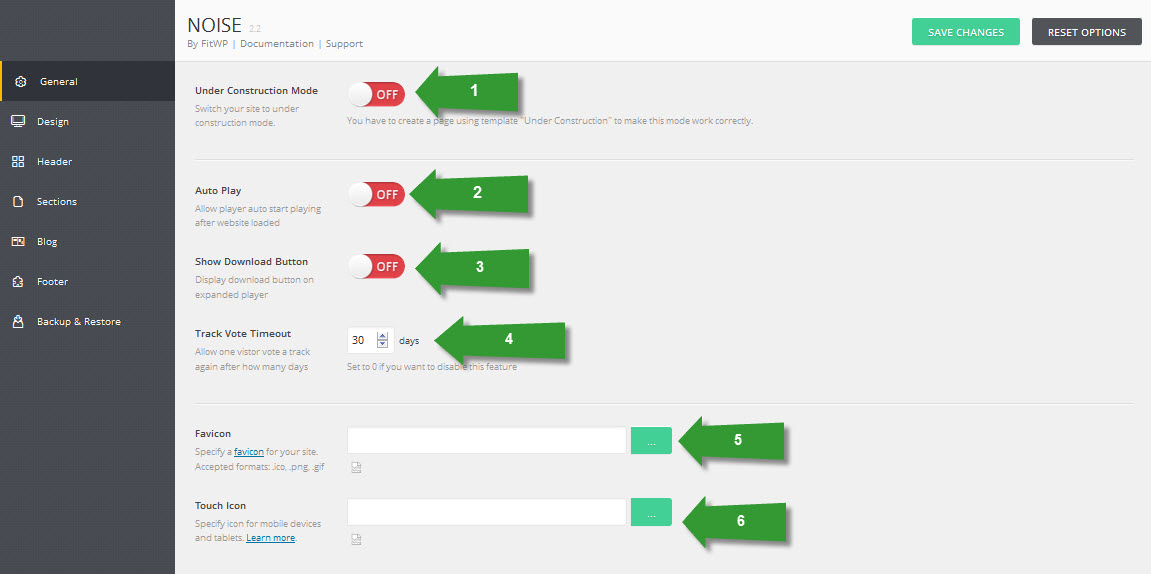 NOISE 2.2
By FitWP | Documentation | Support
SAVE CHANGES
RESET OPTIONS
General
Design
Header
Sections
Blog
Footer
Backup & Restore
Under Construction Mode
Switch your site to under
construction mode.
OFF
1
You have to create a page using template "Under Construction" to make this mode work correctly.
Auto Play
Allow player auto start playing
after website loaded
OFF
2
Show Download Button
Display download button on
expanded player
OFF
3
Track Vote Timeout
Allow one vistor vote a track
again after how many days
30 days
4
Set to 0 if you want to disable this feature
Favicon
Specify a favicon for your site.
Accepted formats: .ico, .png, .gif
...
5
Touch Icon
Specify icon for mobile devices
and tablets. Learn more.
...
6